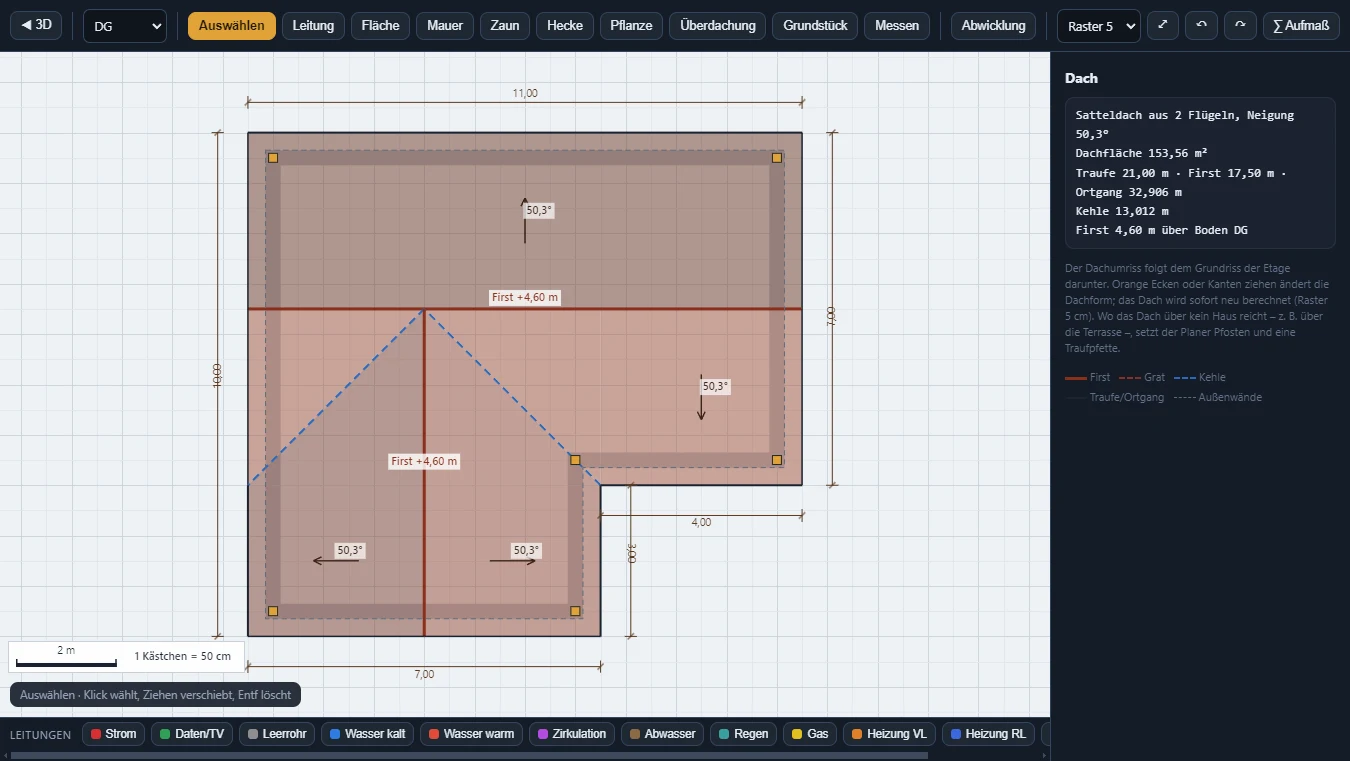 ◀ 3D
DG
Auswählen
Leitung
Fläche
Mauer
Zaun
Hecke
Pflanze
Überdachung
Grundstück
Messen
Abwicklung
Raster 5
∑ Aufmaß
Dach
Satteldach aus 2 Flügeln, Neigung
50,3°
Dachfläche 153,56 m²
Traufe 21,00 m · First 17,50 m ·
Ortgang 32,906 m
Kehle 13,012 m
First 4,60 m über Boden DG
Der Dachumriss folgt dem Grundriss der Etage
darunter. Orange Ecken oder Kanten ziehen ändert die
Dachform; das Dach wird sofort neu berechnet (Raster
5 cm). Wo das Dach über kein Haus reicht – z. B. über
die Terrasse –, setzt der Planer Pfosten und eine
Traufpfette.
First
Grat
Kehle
Traufe/Ortgang
Außenwände
11,00
50,3°
First +4,60 m
7,00
10,00
50,3°
First +4,60 m
4,00
3,00
50,3°
50,3°
7,00
2 m
1 Kästchen = 50 cm
Auswählen · Klick wählt, Ziehen verschiebt, Entf löscht
LEITUNGEN
Strom
Daten/TV
Leerrohr
Wasser kalt
Wasser warm
Zirkulation
Abwasser
Regen
Gas
Heizung VL
Heizung RL